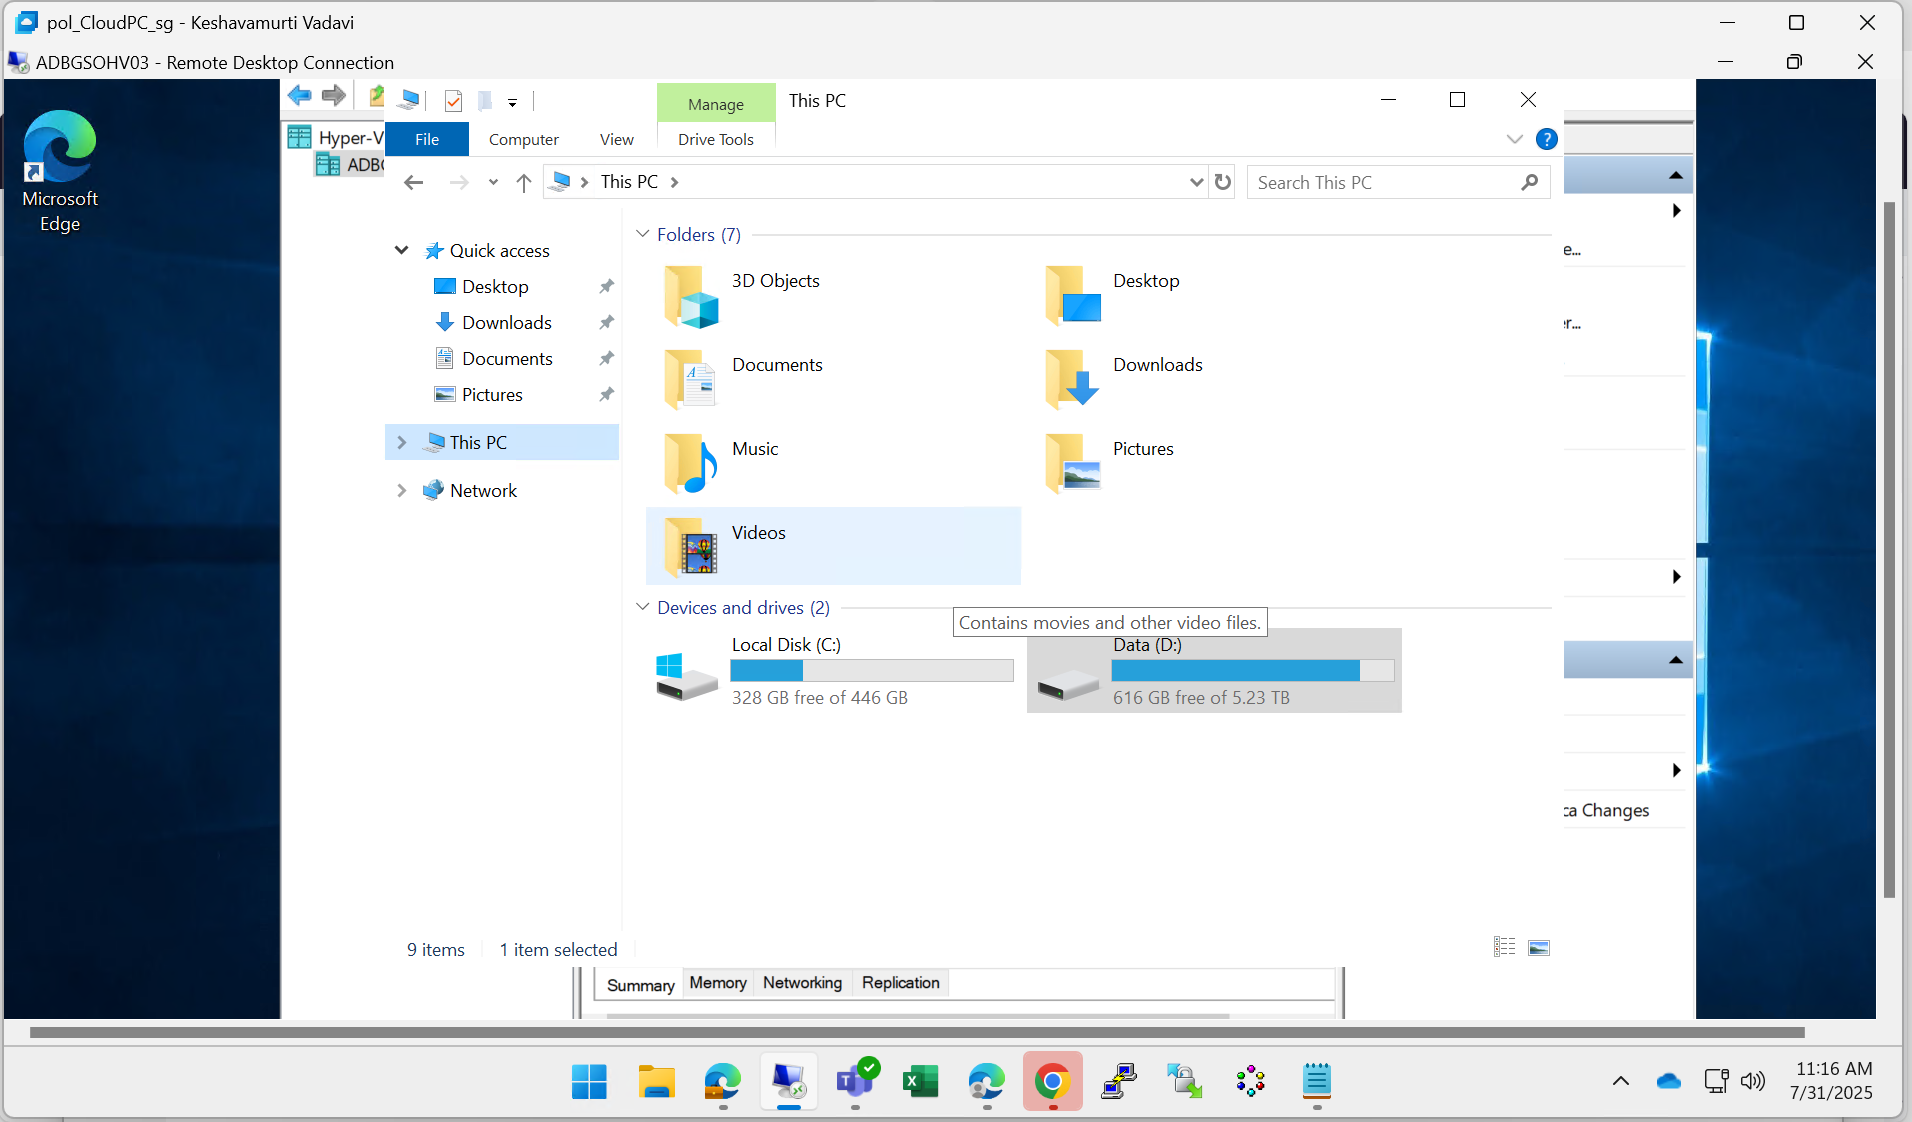 pol_CloudPC_sg - Keshavamurti Vadavi
ADBGSOHV03 - Remote Desktop Connection
Microsoft
Edge
Hyper-V
ADBG
Manage
This PC
File
Computer
View
Drive Tools
This PC
Search This PC
Quick access
Desktop
Downloads
Documents
Pictures
This PC
Network
Folders (7)
3D Objects
Desktop
Documents
Downloads
Music
Pictures
Videos
Devices and drives (2)
Contains movies and other video files.
Local Disk (C:)
328 GB free of 446 GB
Data (D:)
616 GB free of 5.23 TB
e...
r...
ca Changes
9 items
1 item selected
Summary
Memory
Networking
Replication
11:16 AM
7/31/2025